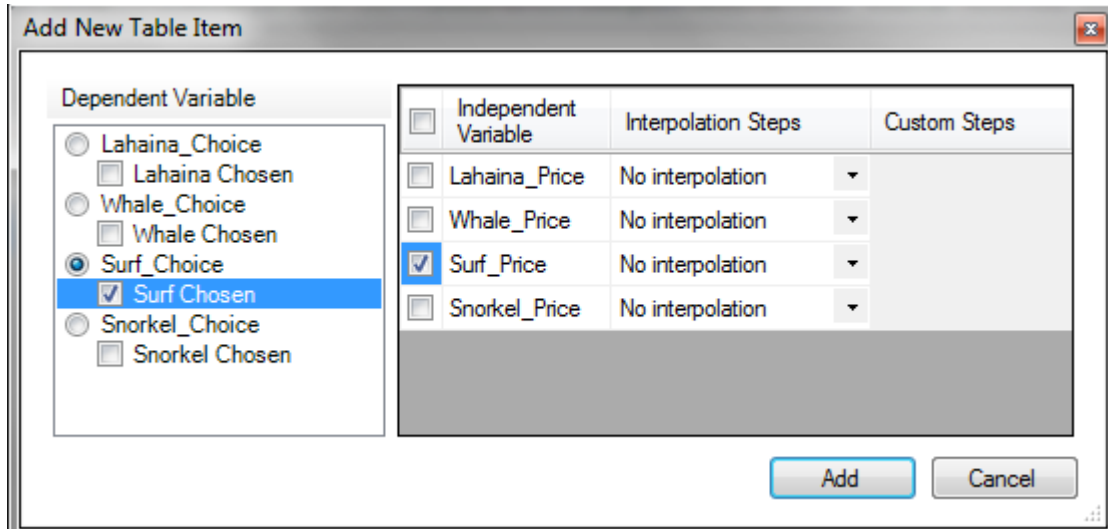 Add New Table Item
Dependent Variable
Lahaina_Choice
Lahaina Chosen
Whale_Choice
Whale Chosen
Surf_Choice
Surf Chosen
Snorkel_Choice
Snorkel Chosen
Independent
Variable
Interpolation Steps
Custom Steps
Lahaina_Price
No interpolation
Whale_Price
No interpolation
Surf_Price
No interpolation
Snorkel_Price
No interpolation
Add
Cancel